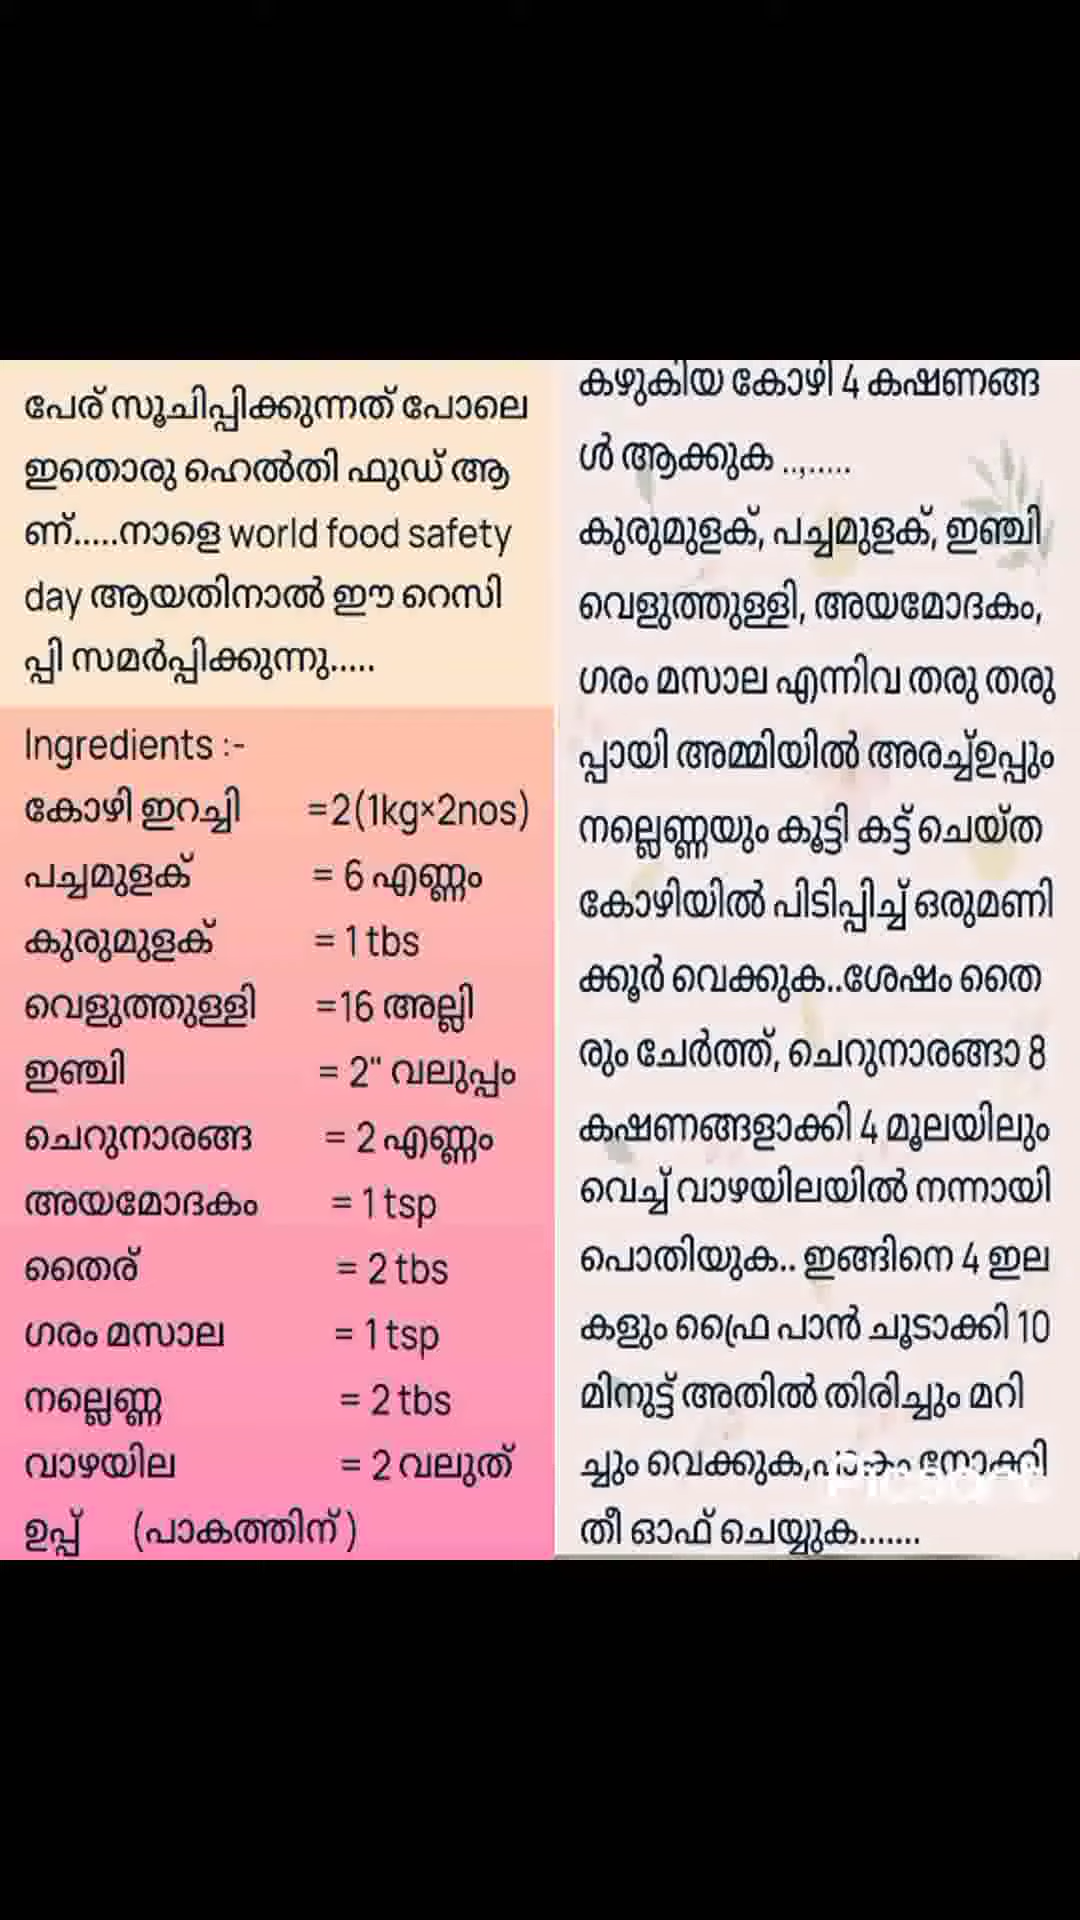 പേര് സൂചിപ്പിക്കുന്നത് പോലെ
ഇതൊരു ഹെൽതി ഫുഡ് ആ
ണ്.....നാളെ world food safety
day ആയതിനാൽ ഈ റെസി
പ്പി സമർപ്പിക്കുന്നു.....
Ingredients :-
കോഴി ഇറച്ചി =2(1kg×2nos)
പച്ചമുളക് = 6 എണ്ണം
കുരുമുളക് = 1 tbs
വെളുത്തുള്ളി =16 അല്ലി
ഇഞ്ചി = 2" വലുപ്പം
ചെറുനാരങ്ങ = 2 എണ്ണം
അയമോദകം = 1 tsp
തൈര് = 2 tbs
ഗരം മസാല = 1 tsp
നല്ലെണ്ണ = 2 tbs
വാഴയില = 2 വലുത്
ഉപ്പ് (പാകത്തിന്)
കഴുകിയ കോഴി 4 കഷണങ്ങ
ൾ ആക്കുക ..,.....
കുരുമുളക്, പച്ചമുളക്, ഇഞ്ചി
വെളുത്തുള്ളി, അയമോദകം,
ഗരം മസാല എന്നിവ തരു തരു
പ്പായി അമ്മിയിൽ അരച്ച്ഉപ്പും
നല്ലെണ്ണയും കൂട്ടി കട്ട് ചെയ്ത
കോഴിയിൽ പിടിപ്പിച്ച് ഒരുമണി
ക്കൂർ വെക്കുക..ശേഷം തൈ
രും ചേർത്ത്, ചെറുനാരങ്ങാ 8
കഷണങ്ങളാക്കി 4 മൂലയിലും
വെച്ച് വാഴയിലയിൽ നന്നായി
പൊതിയുക.. ഇങ്ങിനെ 4 ഇല
കളും ഫ്രൈ പാൻ ചൂടാക്കി 10
മിനുട്ട് അതിൽ തിരിച്ചും മറി
ച്ചും വെക്കുക,പാകം നോക്കി
തീ ഓഫ് ചെയ്യുക.......
Picsart